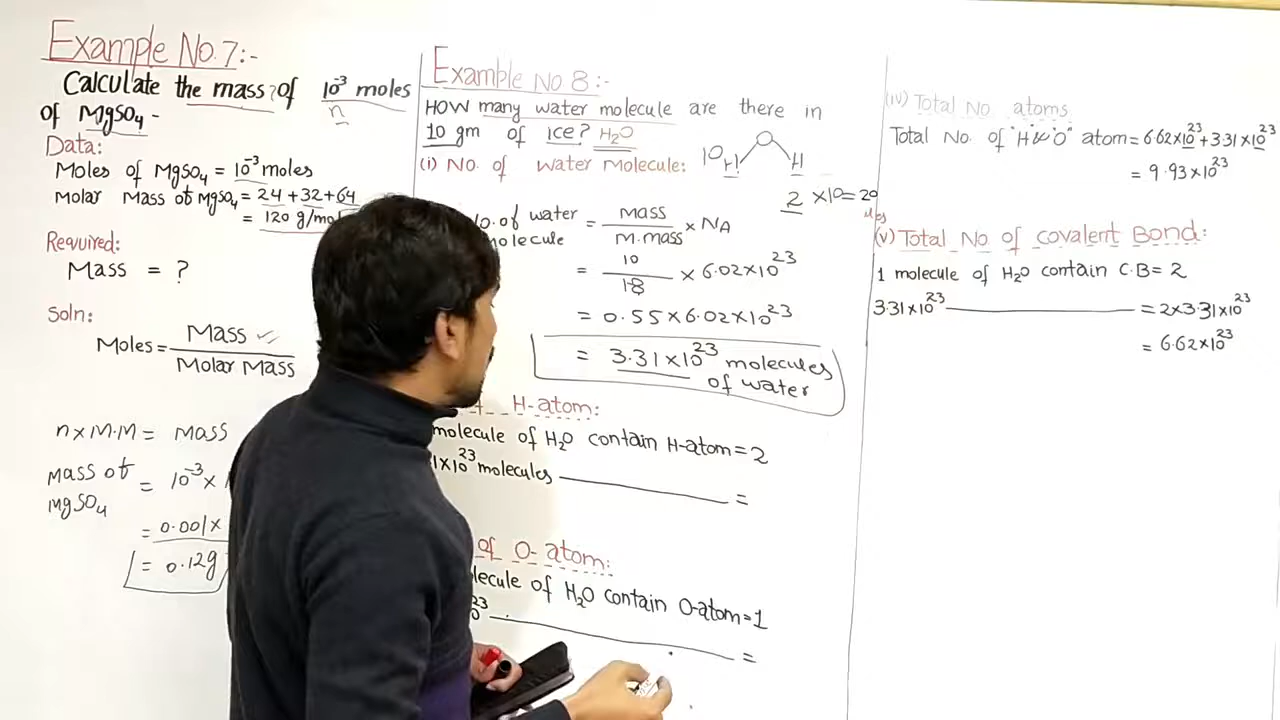 Example No.7:-
Calculate the mass of 10⁻³ moles
n
of MgSO₄ -
Data:
Moles of MgSO₄ = 10⁻³ moles
Molar Mass of MgSO₄ = 24 + 32 + 64
= 120 g/mol
Required:
Mass = ?
Soln:
Moles = Mass ✓
Molar Mass
n × M.M = Mass
Mass of
MgSO₄
= 10⁻³ ×
= 0.001 ×
= 0.12g
Example No 8:-
HOW many water molecule are there in
10 gm of ice? H₂O
(i) No. of Water Molecule:
10 H O H
2 × 10 = 20
No. of water
molecule
= Mass
M.mass
× NA
= 10
18
× 6.02×10²³
= 0.55 × 6.02×10²³
= 3.31×10²³ molecules
of water
of H-atom:
molecule of H₂O contain H-atom = 2
1×10²³ molecules ———— =
of O-atom:
lecule of H₂O contain O-atom = 1
²³ ———— =
(iv) Total No. atoms
Total No. of "H & O" atom = 6.62×10²³ + 3.31×10²³
= 9.93×10²³
(v) Total No of covalent Bond:
1 molecule of H₂O contain C.B = 2
3.31×10²³ ———— = 2×3.31×10²³
= 6.62×10²³